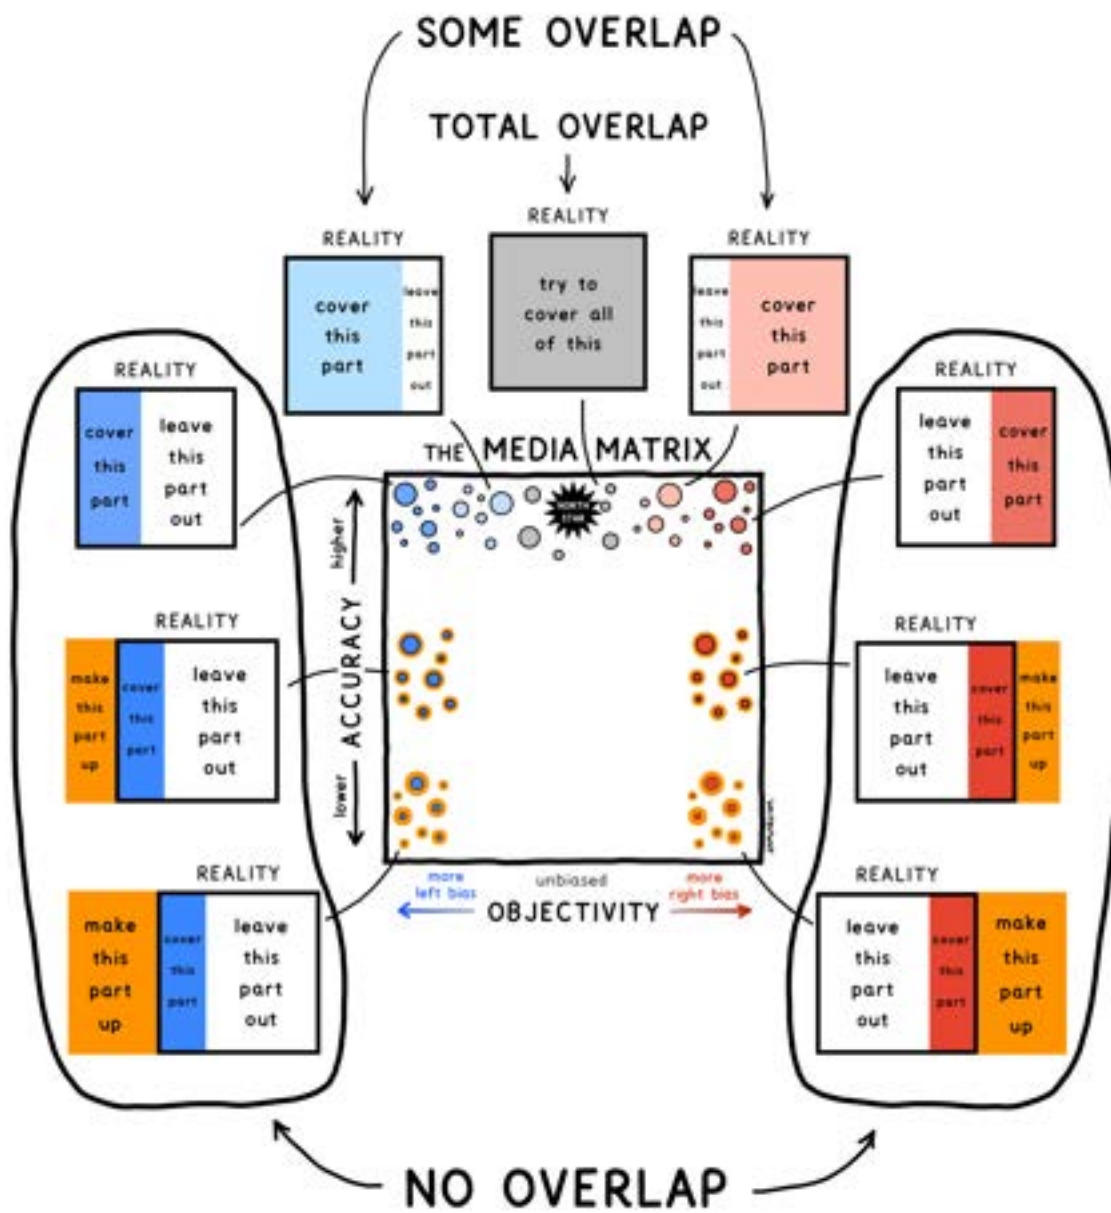 SOME OVERLAP
TOTAL OVERLAP
REALITY
try to
cover all
of this
REALITY
cover
this
part
leave
this
part
out
REALITY
leave
this
part
out
cover
this
part
REALITY
cover
this
part
leave
this
part
out
REALITY
leave
this
part
out
cover
this
part
THE MEDIA MATRIX
NORTH
STAR
higher
ACCURACY
lower
REALITY
make
this
part
up
cover
this
part
leave
this
part
out
REALITY
leave
this
part
out
cover
this
part
make
this
part
up
REALITY
make
this
part
up
cover
this
part
leave
this
part
out
REALITY
leave
this
part
out
cover
this
part
make
this
part
up
more
left bias
unbiased
more
right bias
OBJECTIVITY
NO OVERLAP